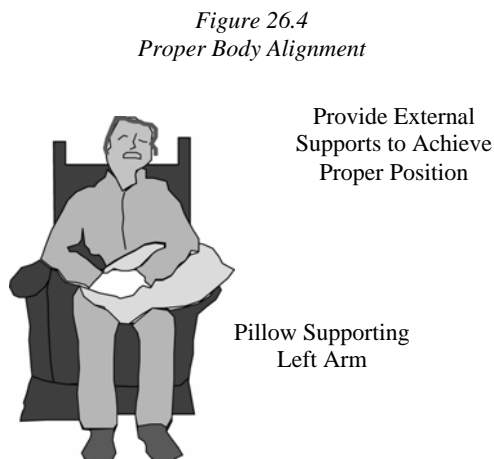 Figure 26.4
Proper Body Alignment
Provide External
Supports to Achieve
Proper Position
Pillow Supporting
Left Arm